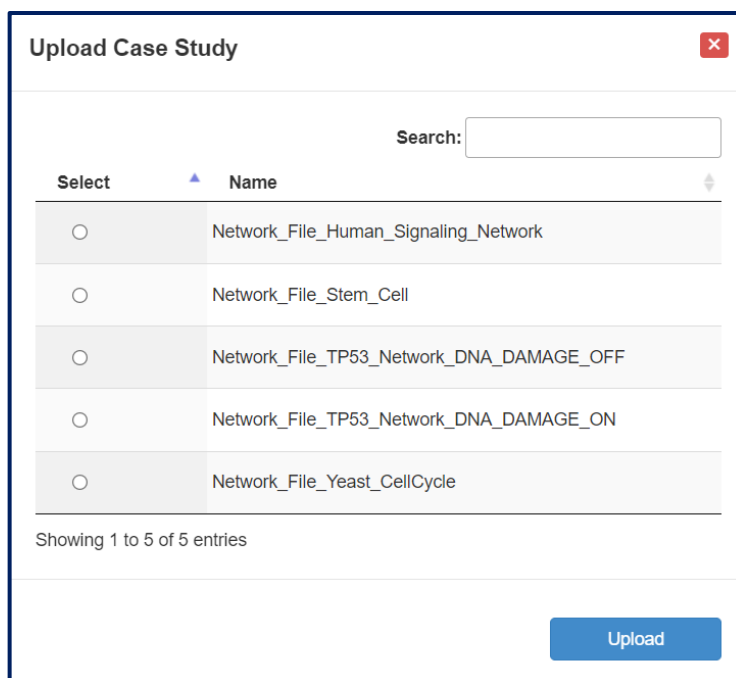 Upload Case Study
Search:
Select Name
Network_File_Human_Signaling_Network
Network_File_Stem_Cell
Network_File_TP53_Network_DNA_DAMAGE_OFF
Network_File_TP53_Network_DNA_DAMAGE_ON
Network_File_Yeast_CellCycle
Showing 1 to 5 of 5 entries
Upload